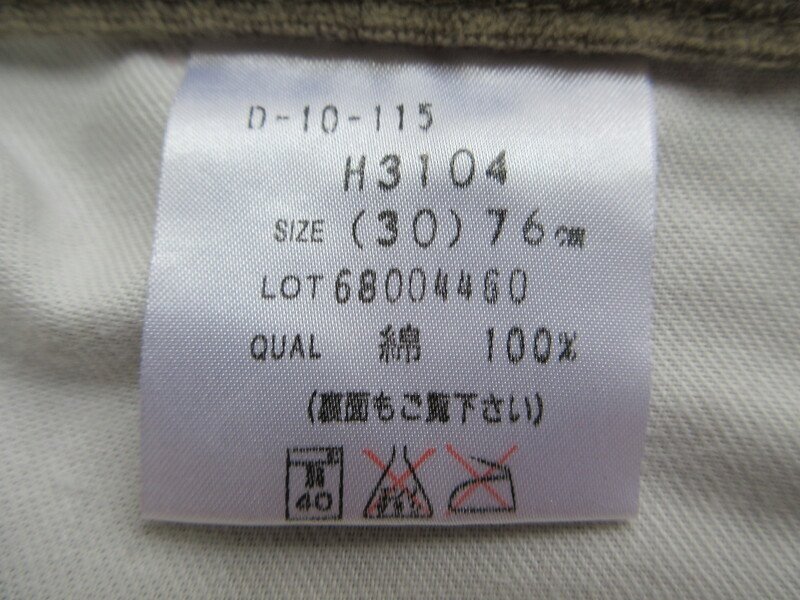 D-10-115
H3104
SIZE (30) 76cm
LOT 68004460
QUAL 綿 100%
(裏面もご覧下さい)
40